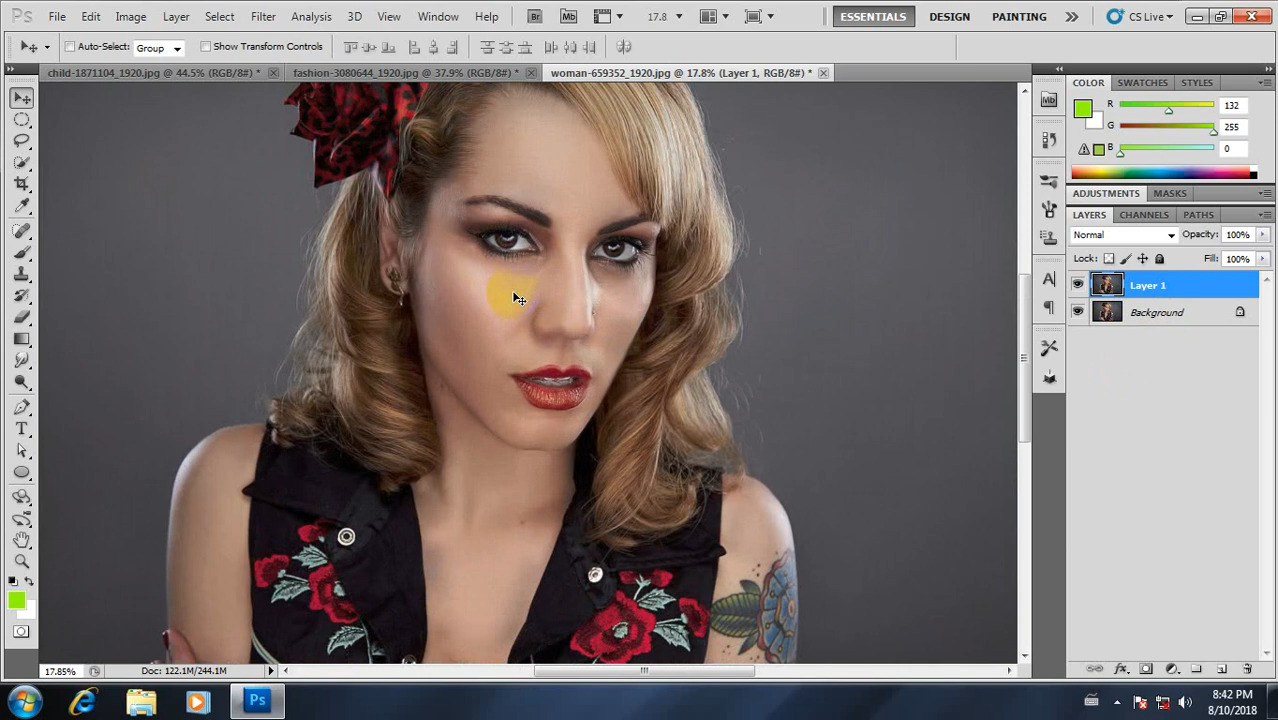 Ps File Edit Image Layer Select Filter Analysis 3D View Window Help Br Mb 17.8 ESSENTIALS DESIGN PAINTING CS Live
Auto-Select: Group Show Transform Controls
child-1871104_1920.jpg @ 44.5% (RGB/8#) * fashion-3080644_1920.jpg @ 37.9% (RGB/8#) * woman-659352_1920.jpg @ 17.8% (Layer 1, RGB/8#) *
COLOR SWATCHES STYLES
Mb
R 132
G 255
B 0
ADJUSTMENTS MASKS
LAYERS CHANNELS PATHS
Normal Opacity: 100%
Lock: Fill: 100%
Layer 1
Background
17.85% Doc: 122.1M/244.1M
Ps
8:42 PM
8/10/2018